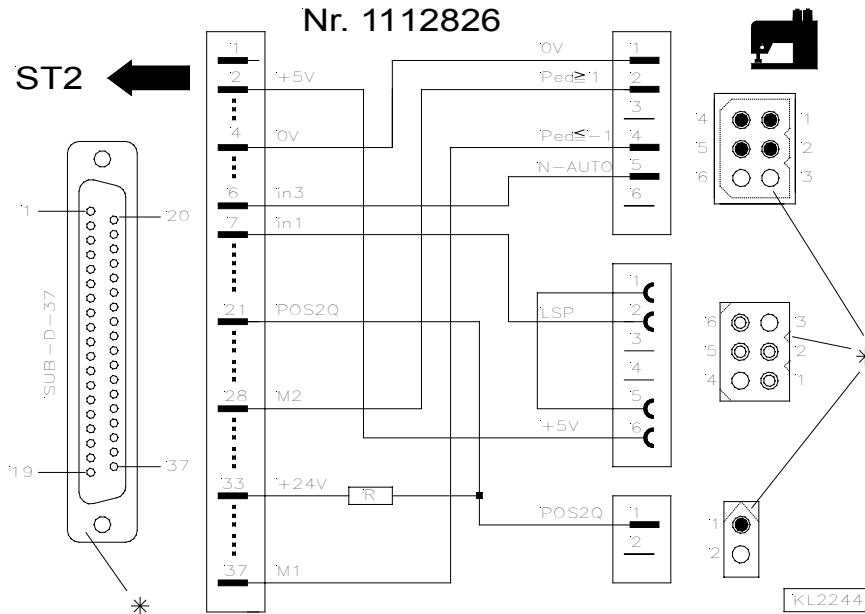 Nr. 1112826
ST2
SUB-D-37
1
20
19
37
1
2 +5V
4 0V
6 in3
7 in1
21 POS2Q
28 M2
33 +24V
R
37 M1
0V 1
Ped≧1 2
3
Ped≦-1 4
N-AUTO 5
6
1
LSP 2
3
4
5
+5V 6
POS2Q 1
2
4 1
5 2
6 3
6 3
5 2
4 1
1
2
*
*
KL2244